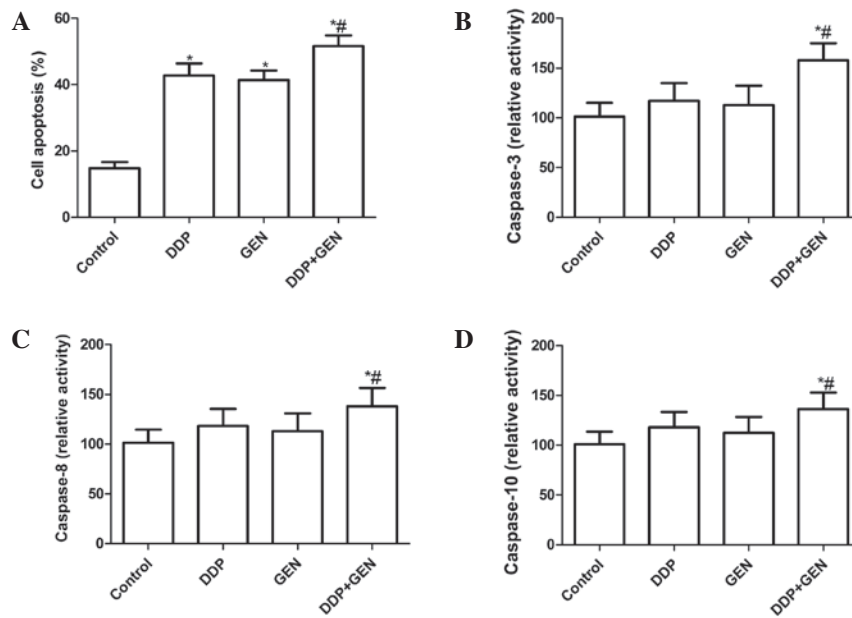 A
Cell apoptosis (%)
80
60
40
20
0
*
*
*#
Control
DDP
GEN
DDP+GEN
B
Caspase-3 (relative activity)
200
150
100
50
0
*#
Control
DDP
GEN
DDP+GEN
C
Caspase-8 (relative activity)
200
150
100
50
0
*#
Control
DDP
GEN
DDP+GEN
D
Caspase-10 (relative activity)
200
150
100
50
0
*#
Control
DDP
GEN
DDP+GEN